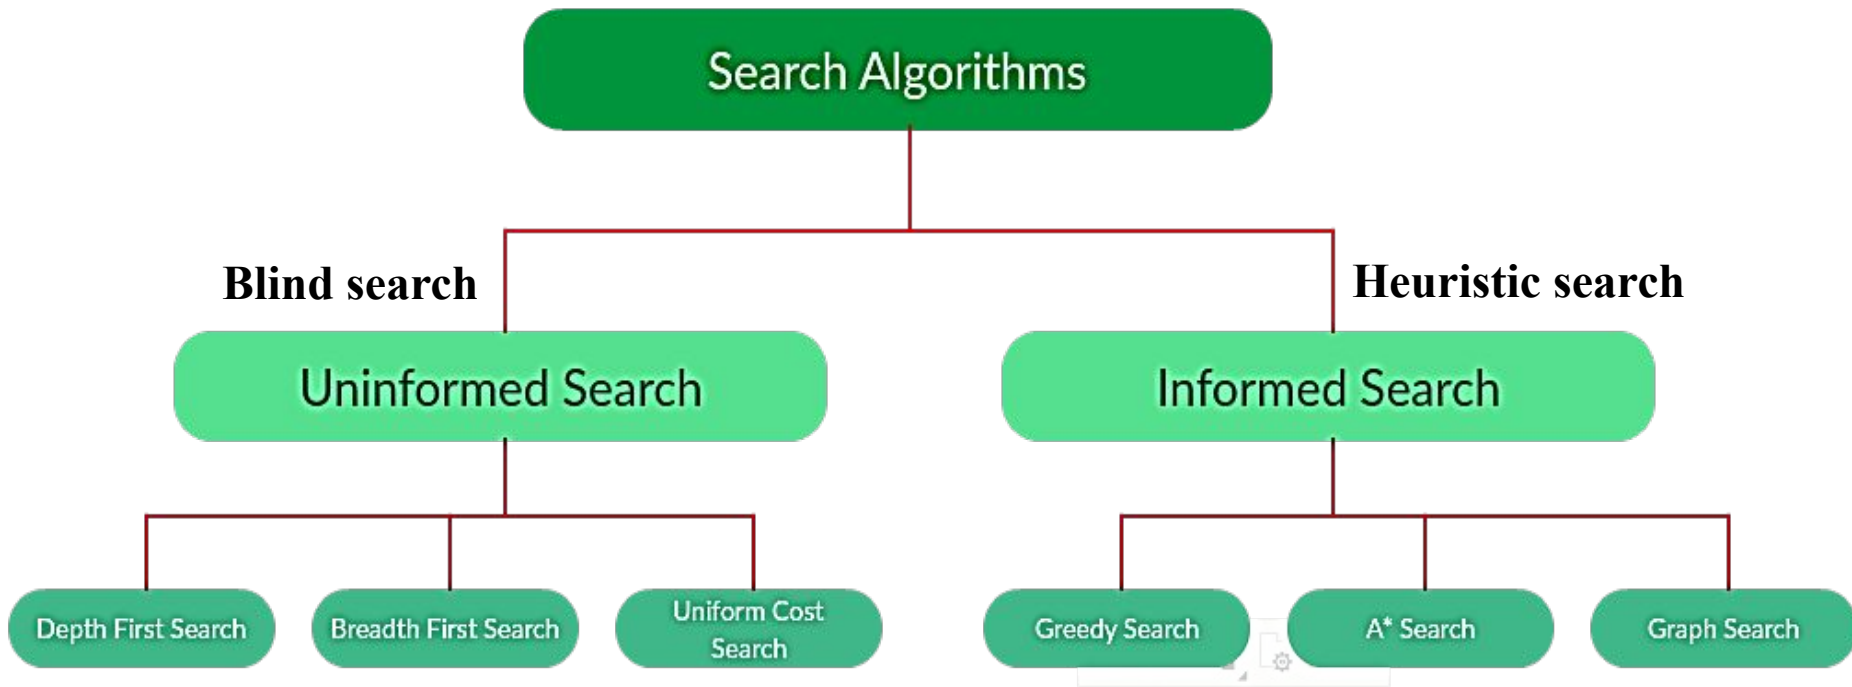 Search Algorithms
Blind search
Heuristic search
Uninformed Search
Informed Search
Depth First Search
Breadth First Search
Uniform Cost
Search
Greedy Search
A* Search
Graph Search